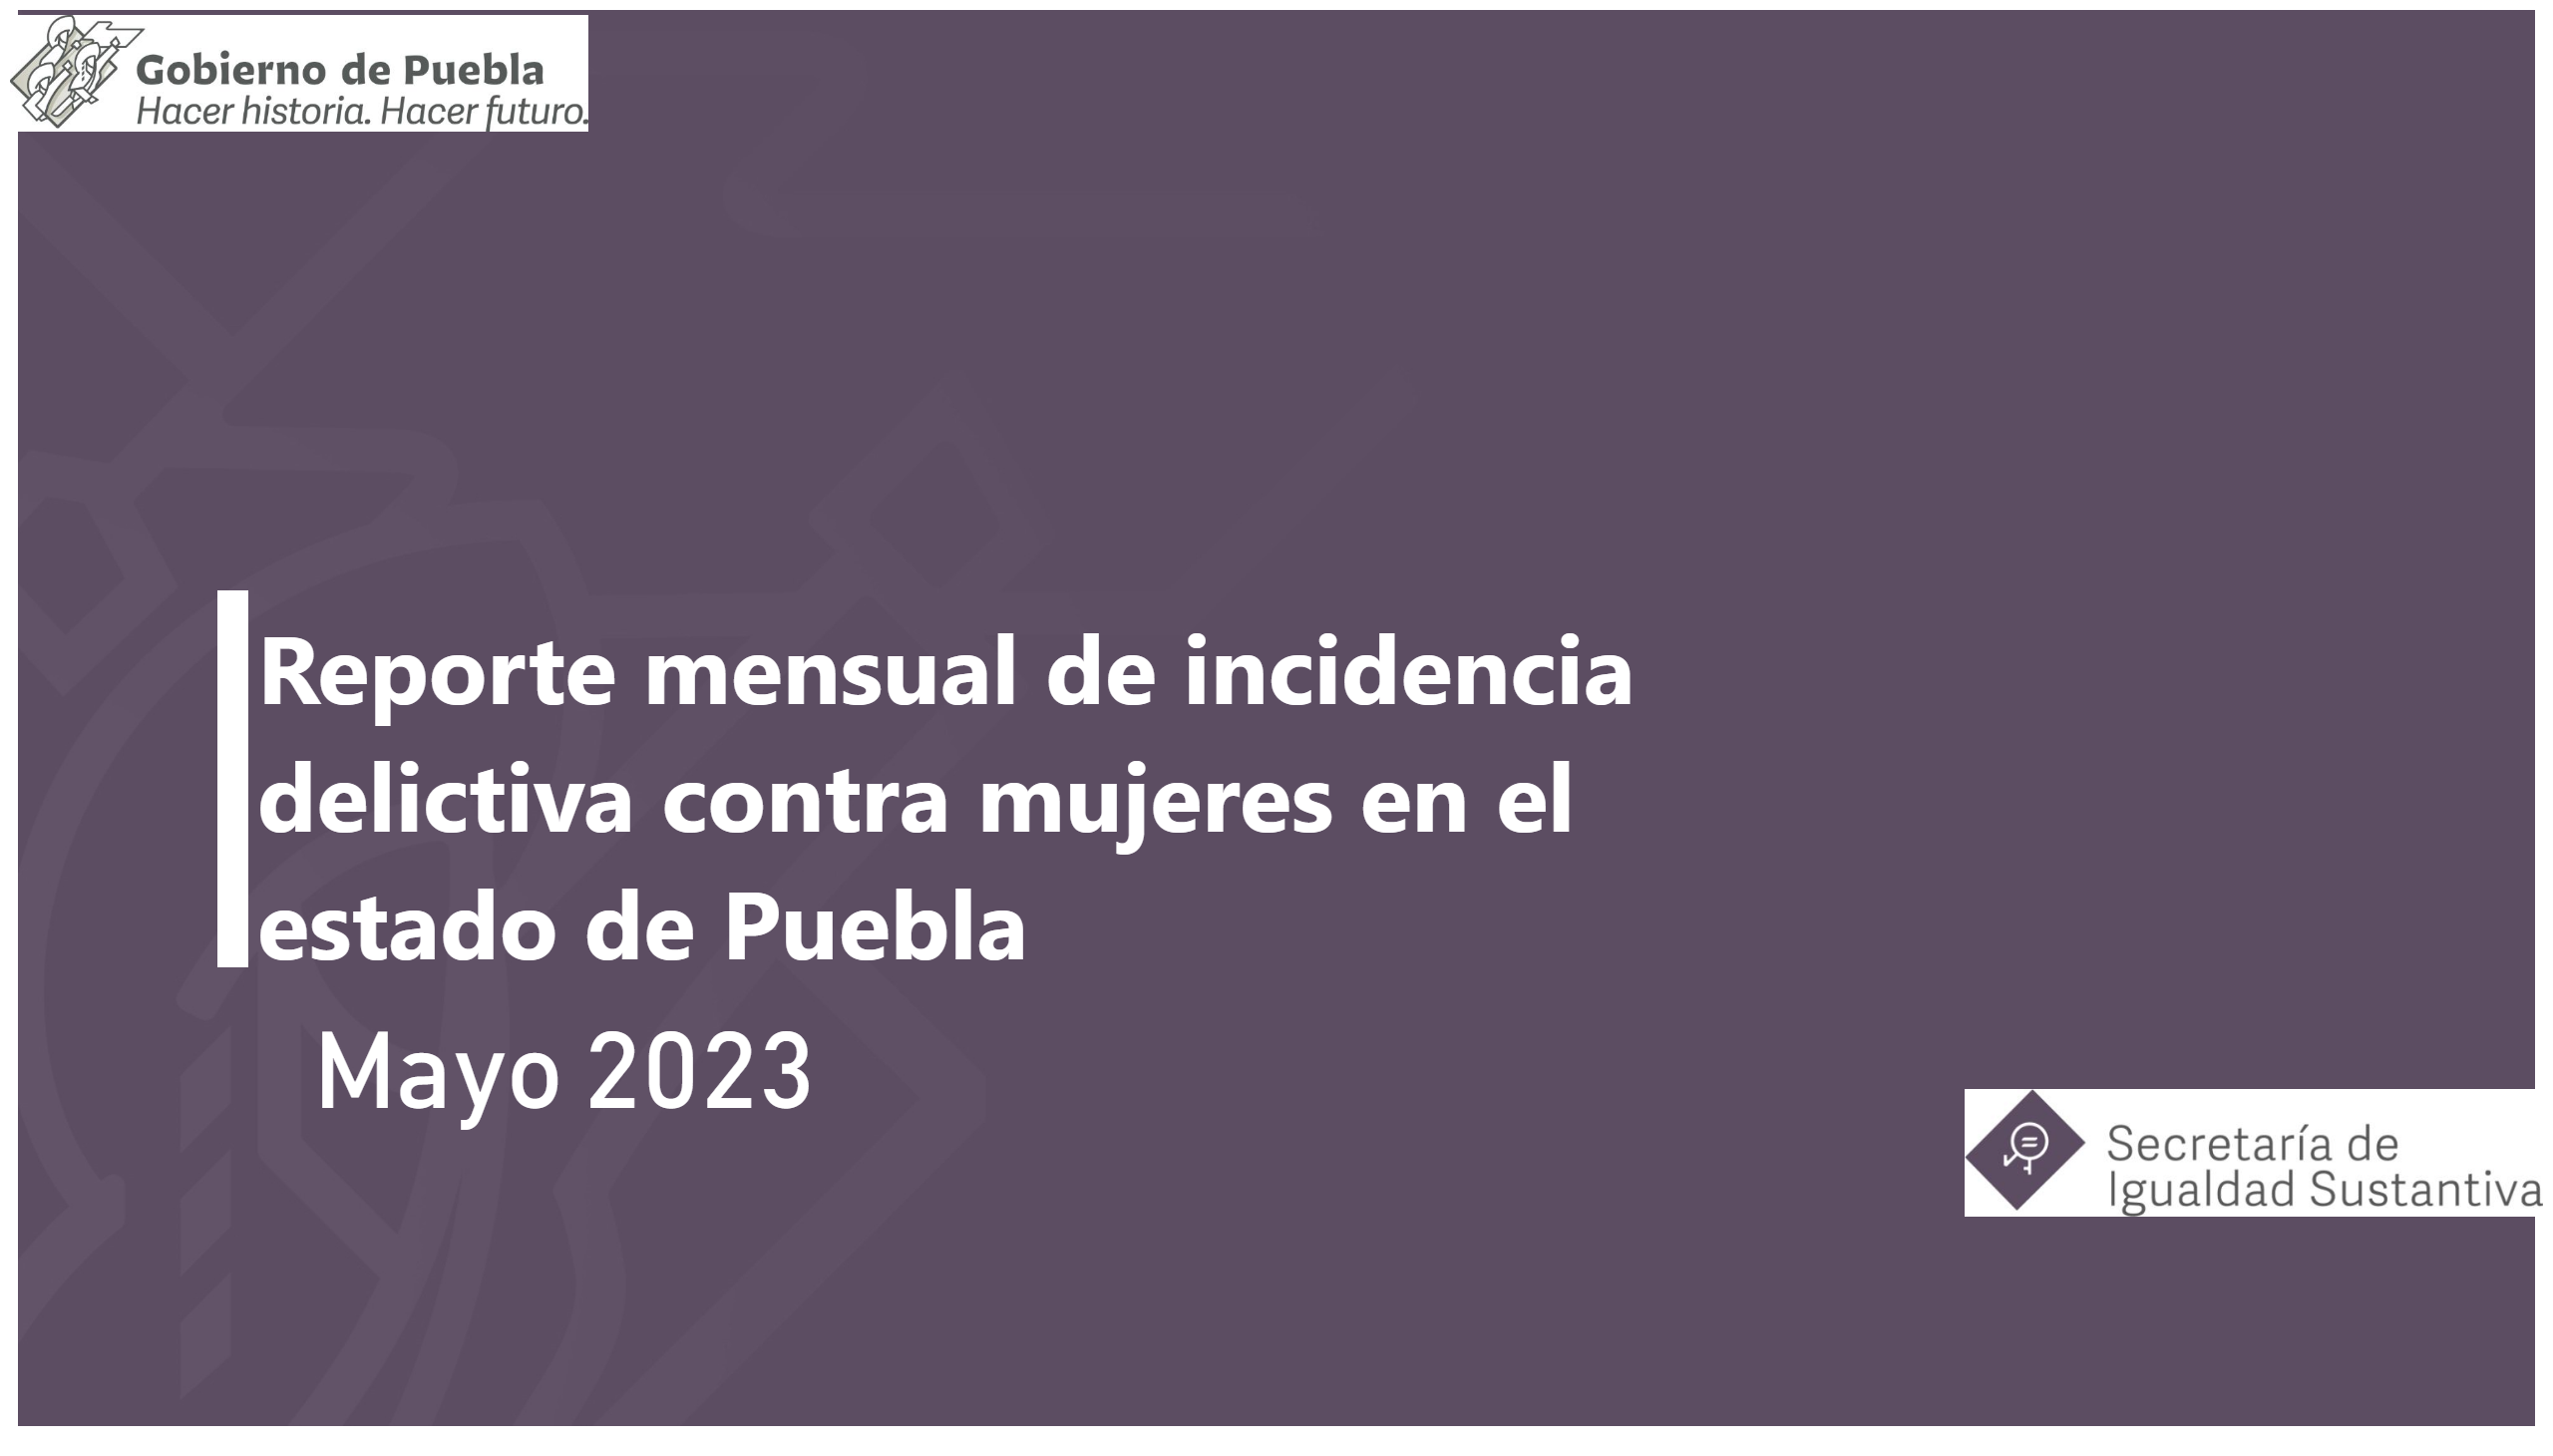 Gobierno de Puebla
Hacer historia. Hacer futuro.
Reporte mensual de incidencia
delictiva contra mujeres en el
estado de Puebla
Mayo 2023
Secretaría de
Igualdad Sustantiva